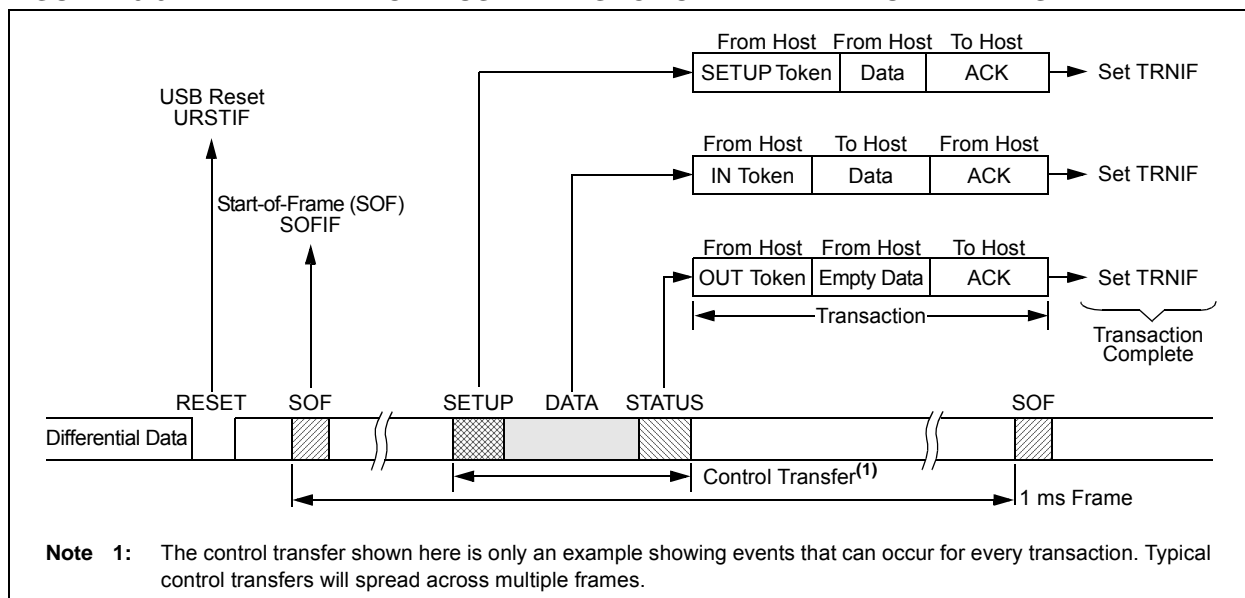 From Host From Host To Host
SETUP Token Data ACK Set TRNIF
USB Reset
URSTIF
From Host To Host From Host
IN Token Data ACK Set TRNIF
Start-of-Frame (SOF)
SOFIF
From Host From Host To Host
OUT Token Empty Data ACK Set TRNIF
Transaction
Transaction
Complete
RESET SOF SETUP DATA STATUS SOF
Differential Data
Control Transfer(1)
1 ms Frame
Note 1: The control transfer shown here is only an example showing events that can occur for every transaction. Typical
control transfers will spread across multiple frames.